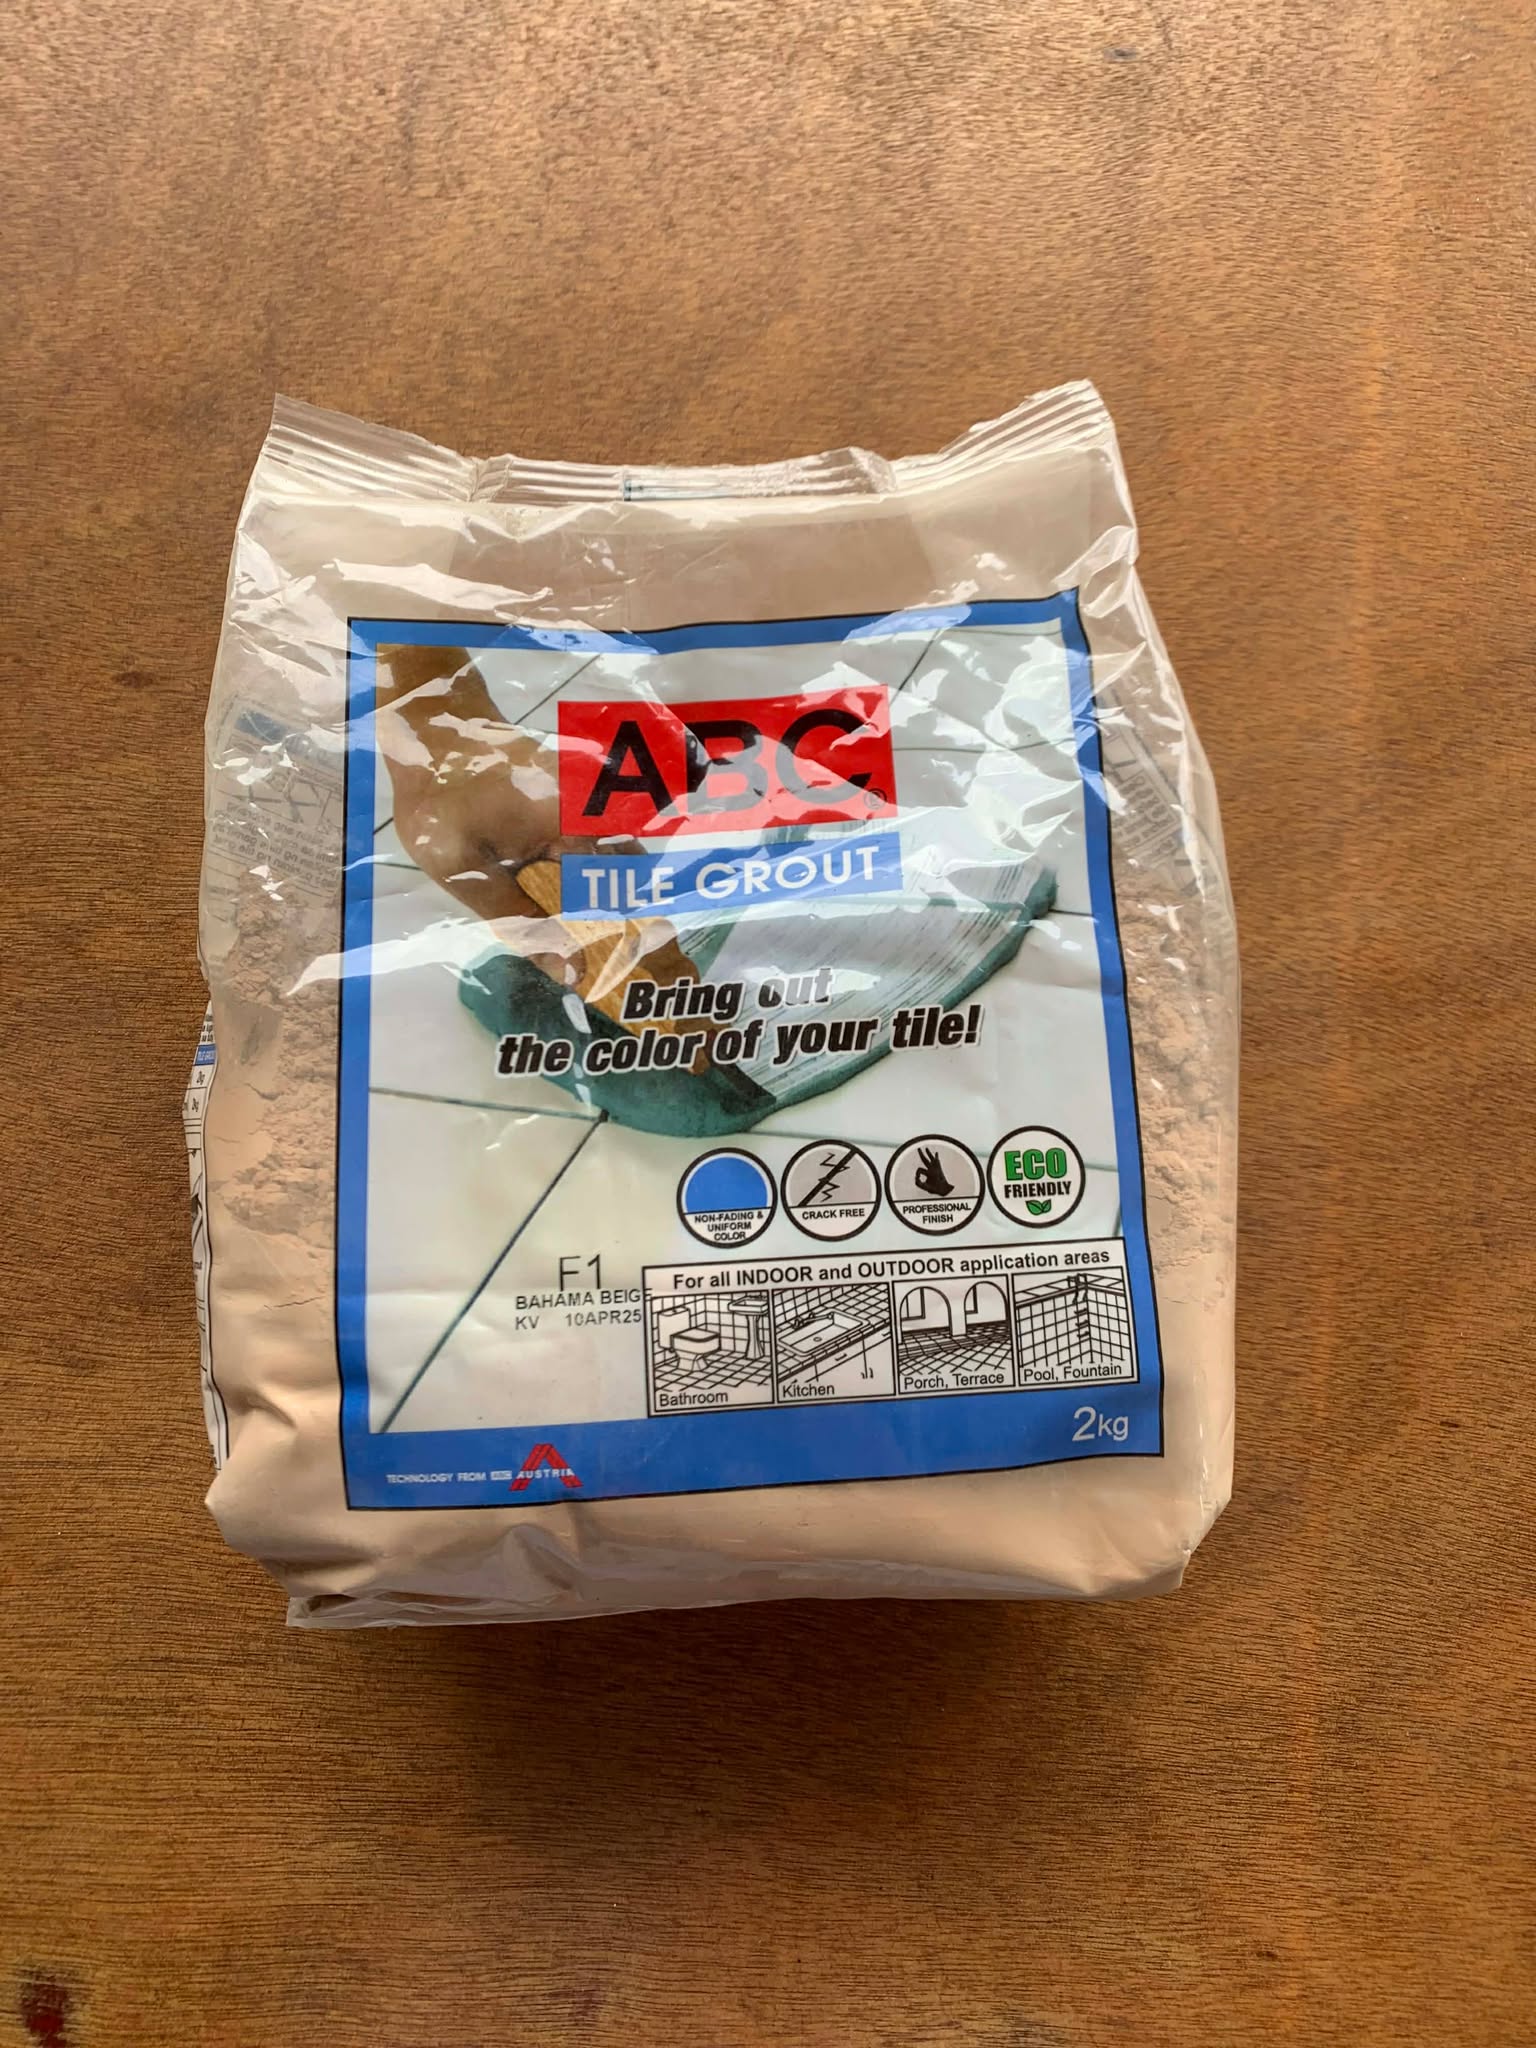 ABC
TILE GROUT
Bring out
the color of your tile!
NON-FADING &
UNIFORM
COLOR
CRACK FREE
PROFESSIONAL
FINISH
ECO
FRIENDLY
F1
BAHAMA BEIGE
KV 10APR25
For all INDOOR and OUTDOOR application areas
Bathroom
Kitchen
Porch, Terrace
Pool, Fountain
2kg
TECHNOLOGY FROM
AUSTRIA